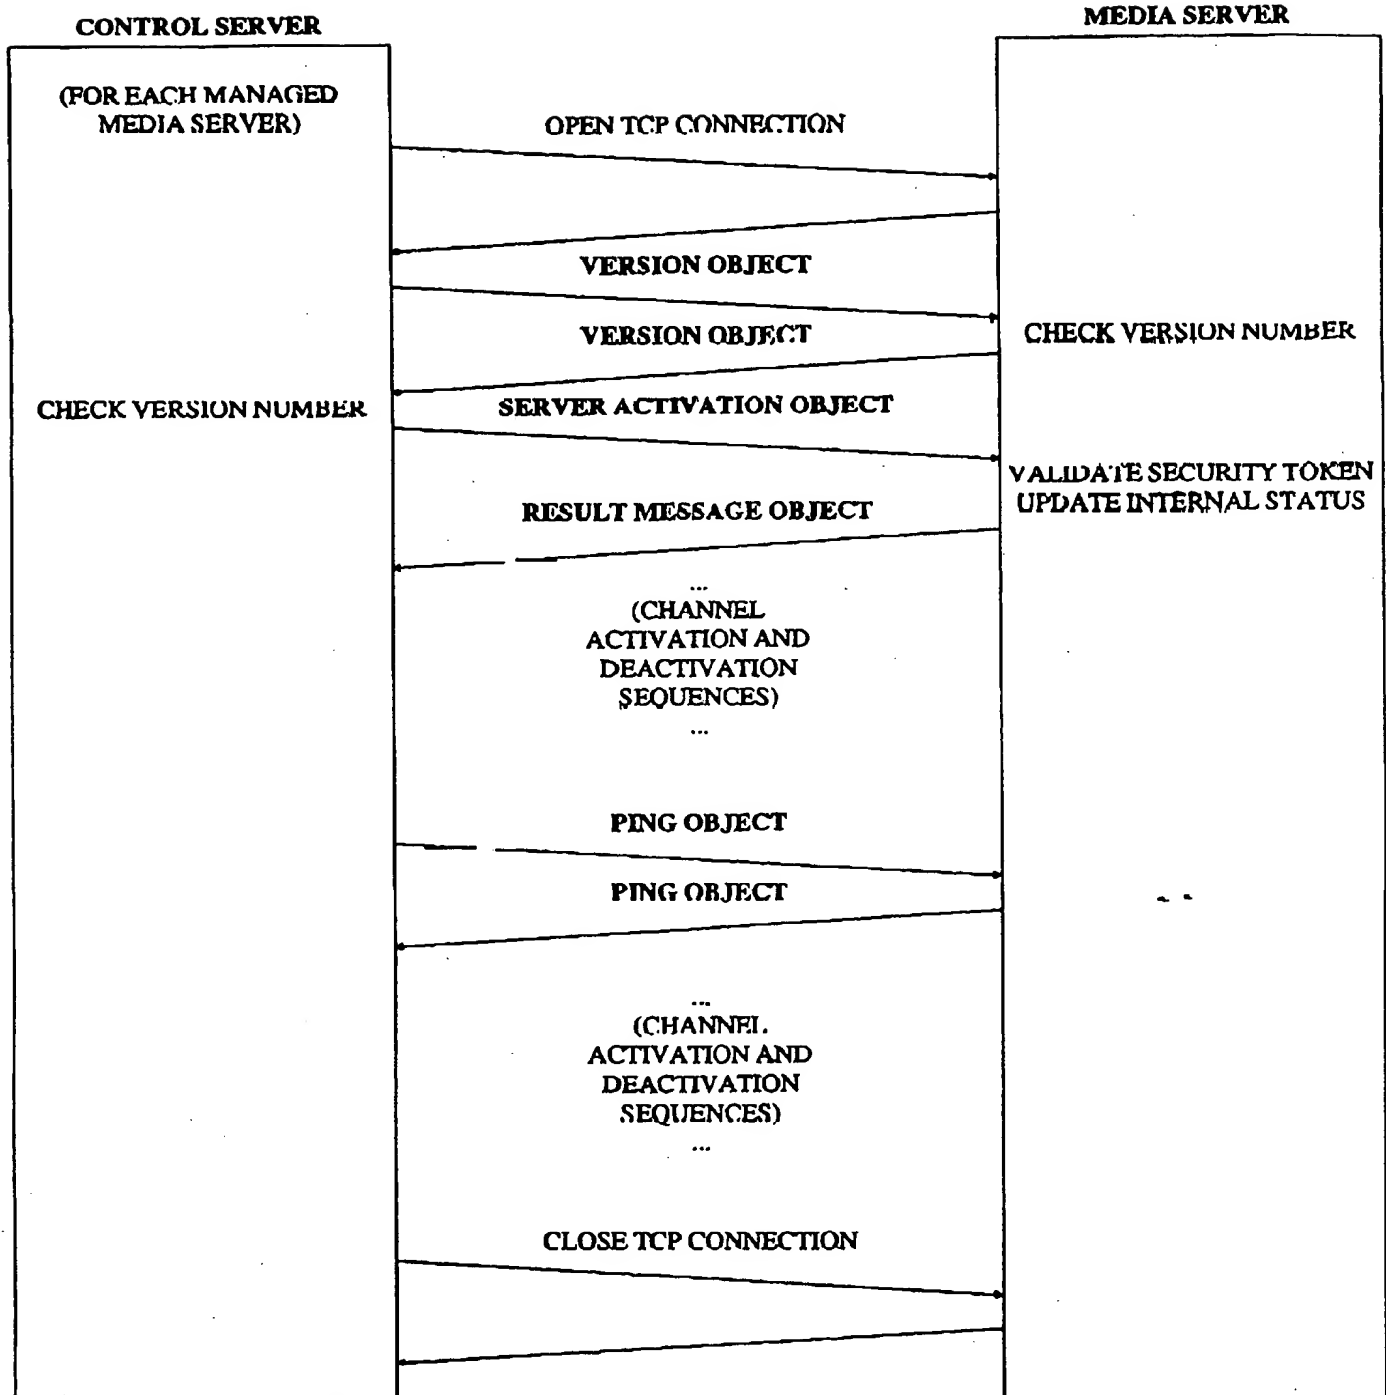 CONTROL SERVER
MEDIA SERVER
(FOR EACH MANAGED
MEDIA SERVER)
OPEN TCP CONNECTION
VERSION OBJECT
VERSION OBJECT
CHECK VERSION NUMBER
CHECK VERSION NUMBER
SERVER ACTIVATION OBJECT
VALIDATE SECURITY TOKEN
UPDATE INTERNAL STATUS
RESULT MESSAGE OBJECT
...
(CHANNEL
ACTIVATION AND
DEACTIVATION
SEQUENCES)
...
PING OBJECT
PING OBJECT
...
(CHANNEL
ACTIVATION AND
DEACTIVATION
SEQUENCES)
...
CLOSE TCP CONNECTION